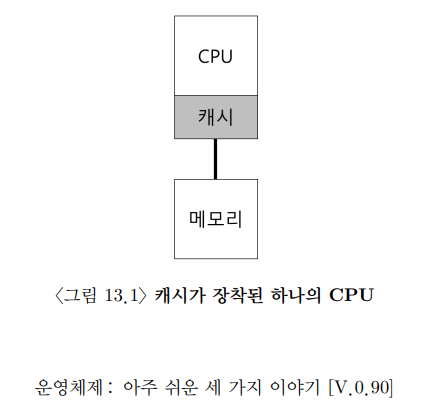 CPU
캐시
메모리
〈그림 13.1〉 캐시가 장착된 하나의 CPU
운영체제 : 아주 쉬운 세 가지 이야기 [V.0.90]